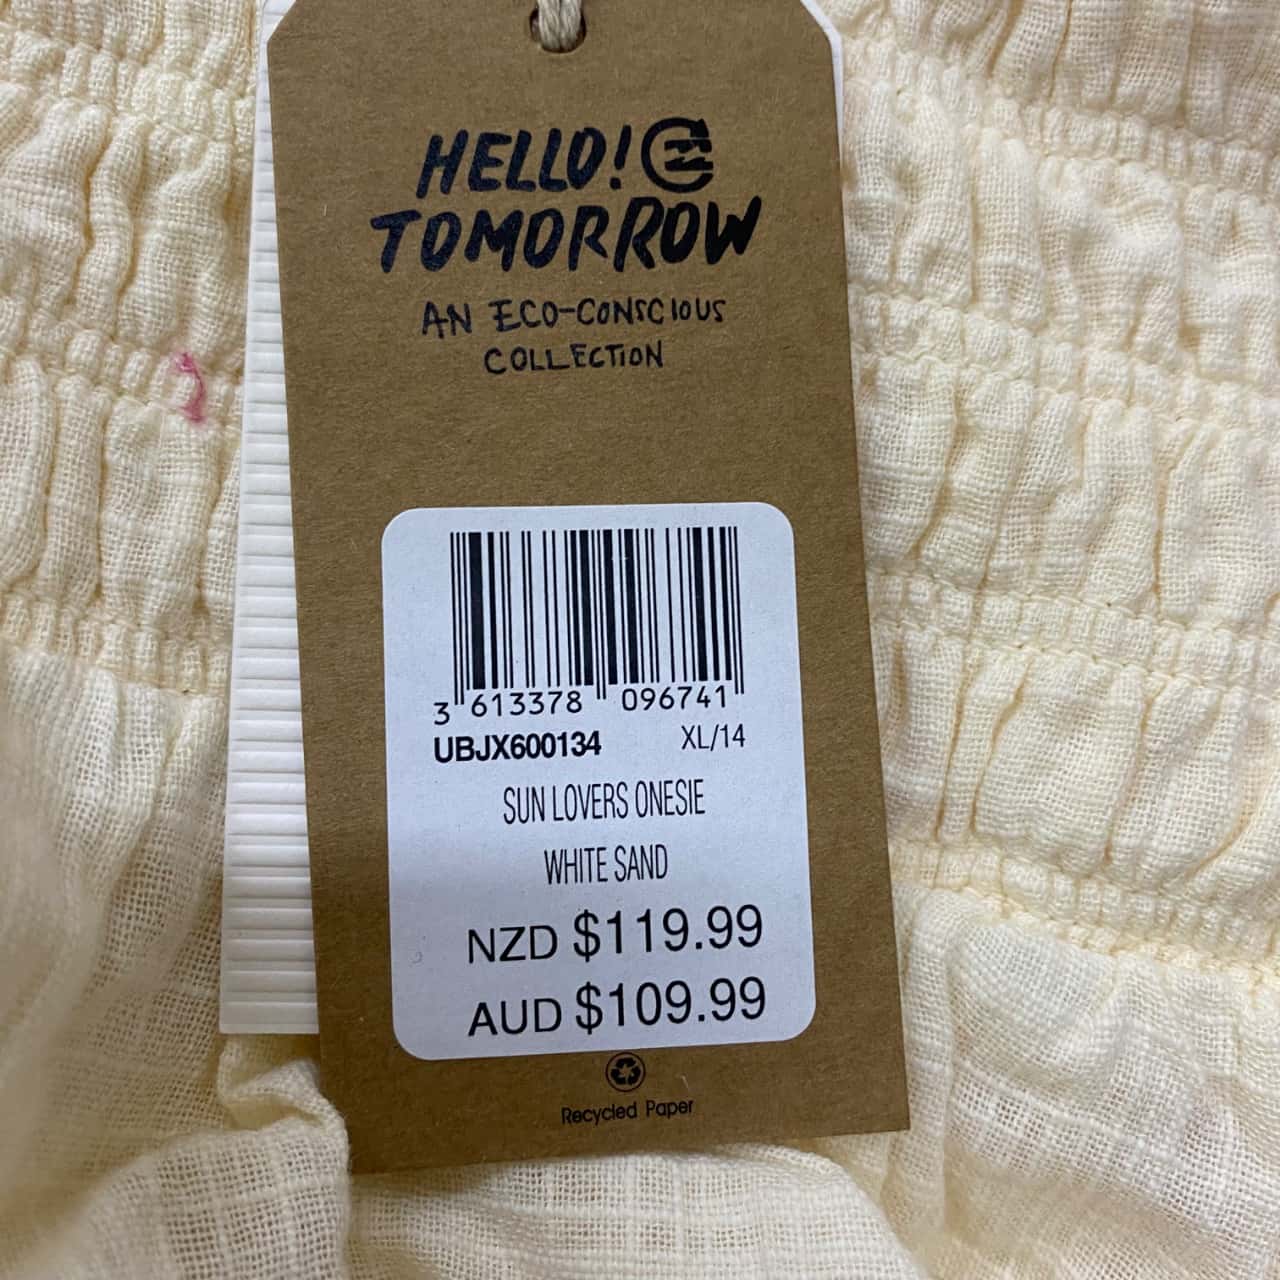 HELLO!
TOMORROW
AN ECO-CONSCIOUS
COLLECTION
3 613378 096741
UBJX600134 XL/14
SUN LOVERS ONESIE
WHITE SAND
NZD $119.99
AUD $109.99
Recycled Paper